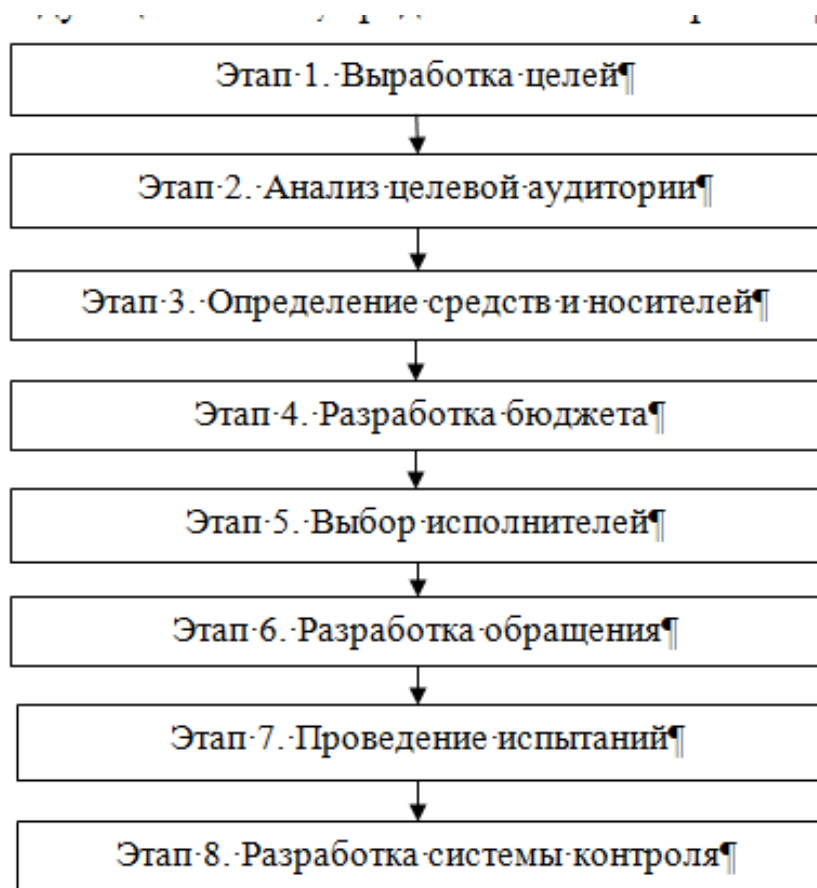 Этап·1.·Выработка·целей¶
Этап·2.·Анализ·целевой·аудитории¶
Этап·3.·Определение·средств·и·носителей¶
Этап·4.·Разработка·бюджета¶
Этап·5.·Выбор·исполнителей¶
Этап·6.·Разработка·обращения¶
Этап·7.·Проведение·испытаний¶
Этап·8.·Разработка·системы·контроля¶